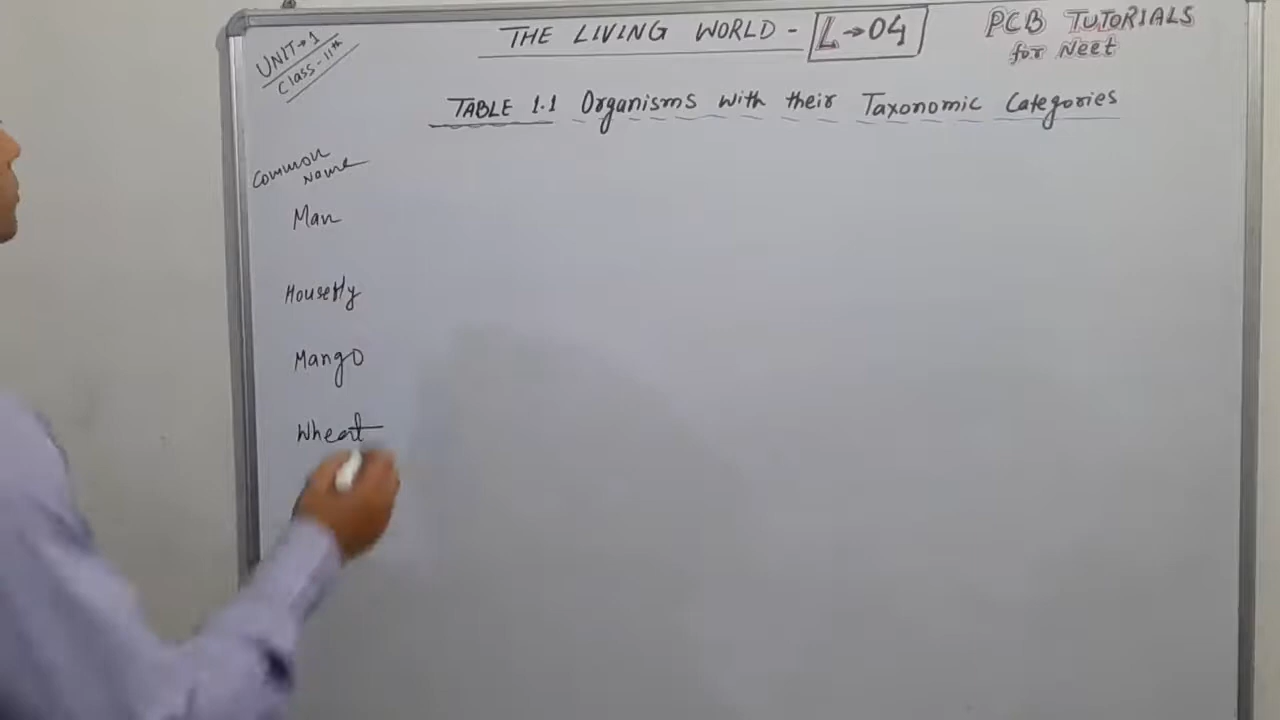 UNIT→1
Class-11th
THE LIVING WORLD - L→04
PCB TUTORIALS
for Neet
TABLE 1.1 Organisms with their Taxonomic Categories
Common
Name
Man
Housefly
Mango
Wheat